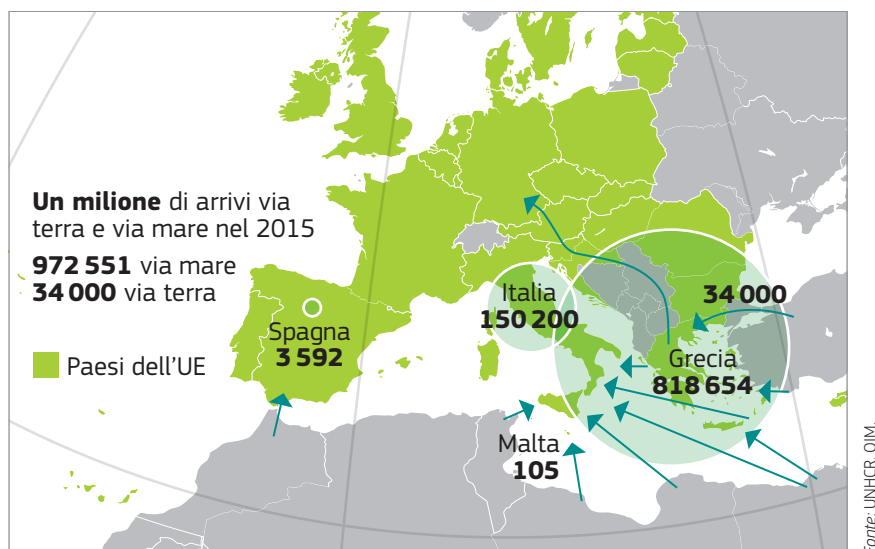 Un milione di arrivi via
terra e via mare nel 2015
972 551 via mare
34 000 via terra
Paesi dell'UE
Spagna
3 592
Italia
150 200
34 000
Grecia
818 654
Malta
105
Fonte: UNHCR, OIM.